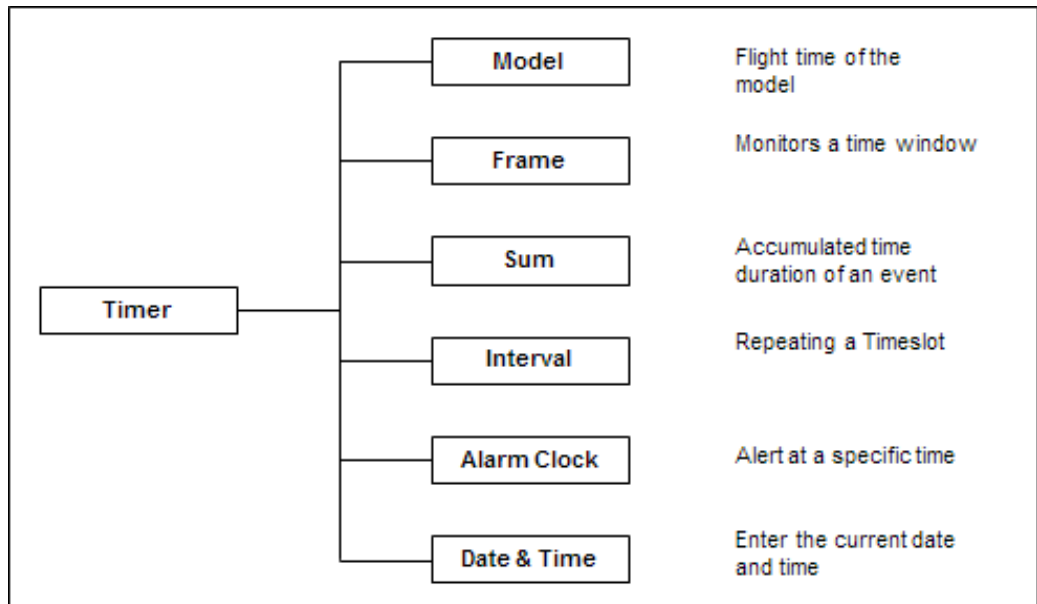 Model
Flight time of the
model
Frame
Monitors a time window
Sum
Accumulated time
duration of an event
Timer
Interval
Repeating a Timeslot
Alarm Clock
Alert at a specific time
Date & Time
Enter the current date
and time